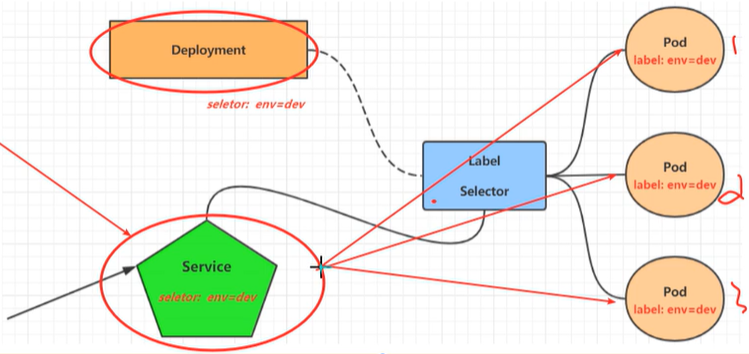 Deployment
seletor: env=dev
Label
Selector
Service
seletor: env=dev
Pod
label: env=dev
1
Pod
label: env=dev
2
Pod
label: env=dev
3